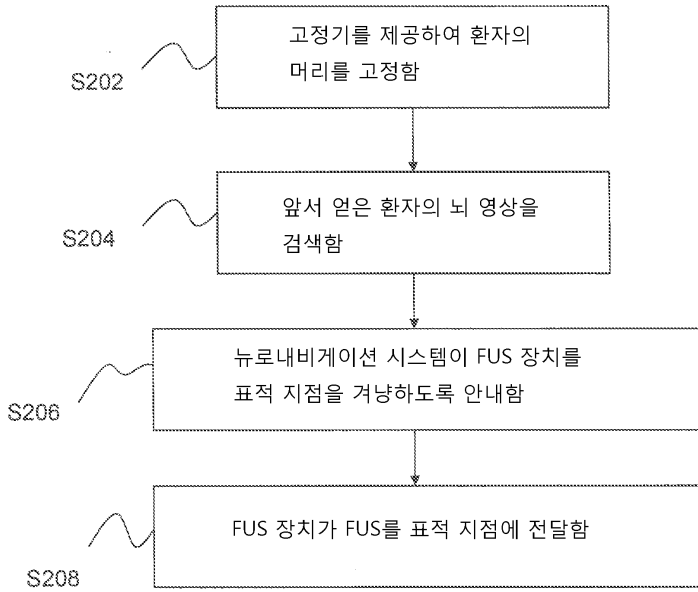 고정기를 제공하여 환자의
머리를 고정함
S202
앞서 얻은 환자의 뇌 영상을
검색함
S204
뉴로내비게이션 시스템이 FUS 장치를
표적 지점을 겨냥하도록 안내함
S206
FUS 장치가 FUS를 표적 지점에 전달함
S208